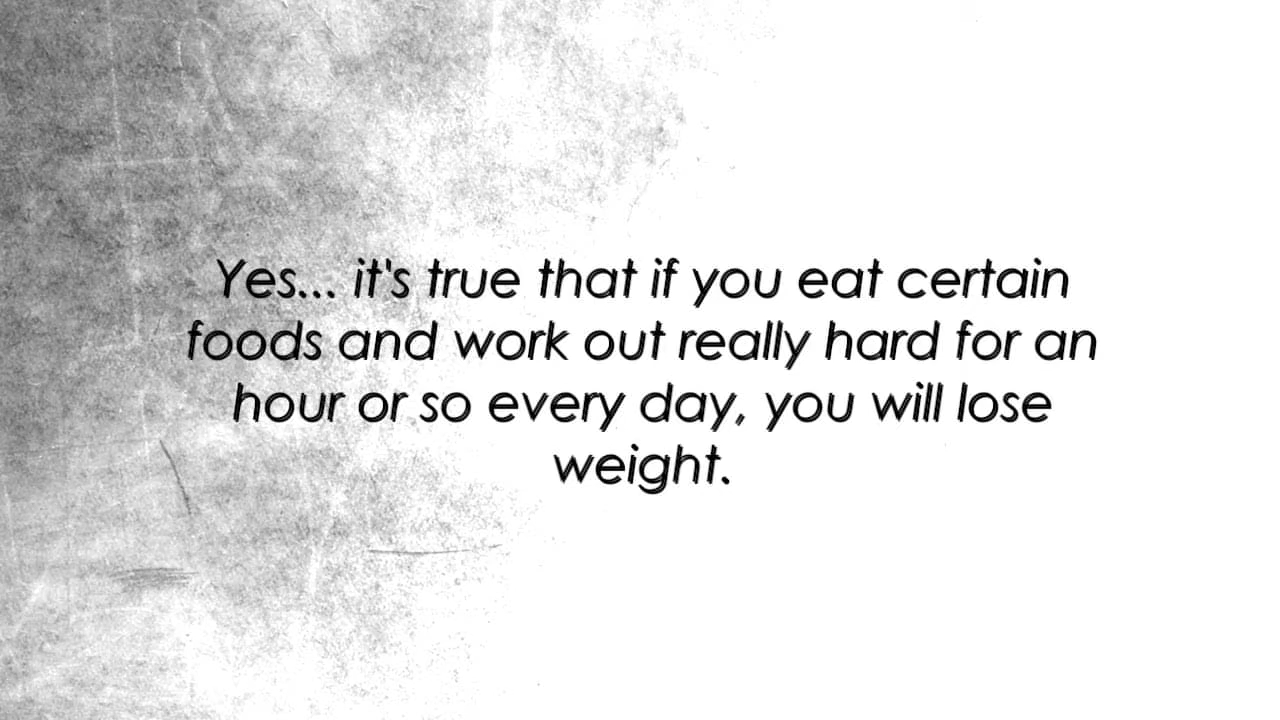 Yes... it's true that if you eat certain
foods and work out really hard for an
hour or so every day, you will lose
weight.